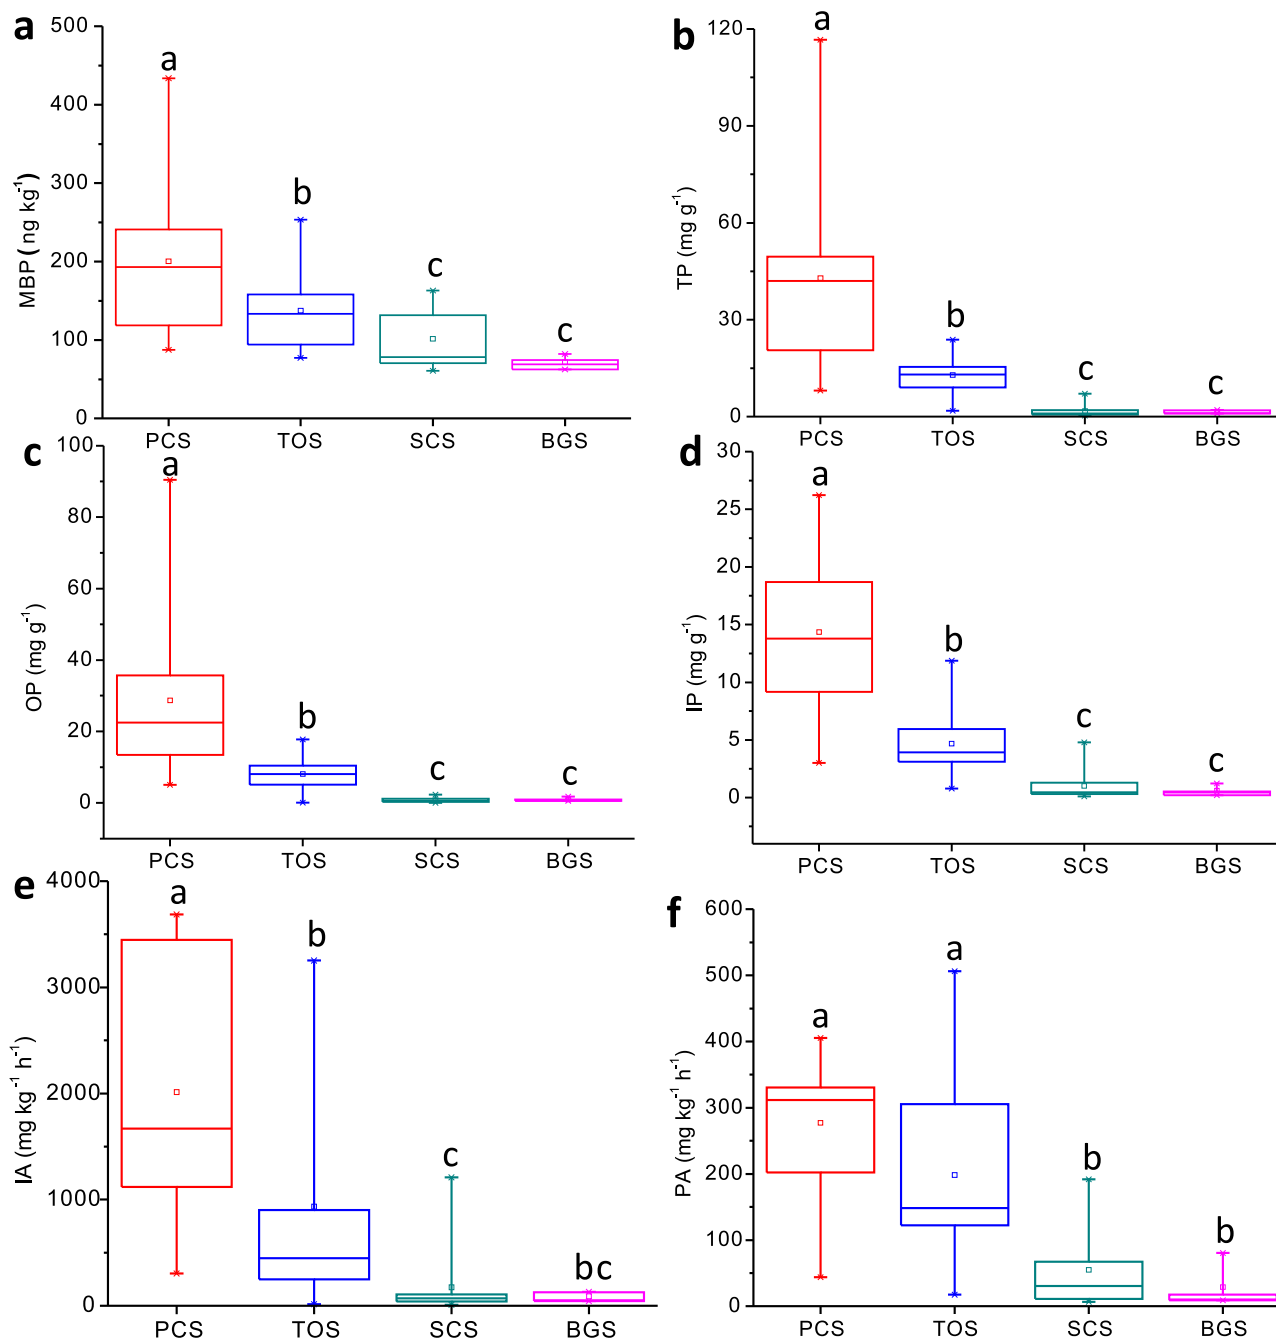 a
500
400
300
200
100
0
MBP (ng kg⁻¹)
a
b
c
c
PCS TOS SCS BGS
b
120
90
60
30
0
TP (mg g⁻¹)
a
b
c
c
PCS TOS SCS BGS
c
100
80
60
40
20
0
OP (mg g⁻¹)
a
b
c
c
PCS TOS SCS BGS
d
30
25
20
15
10
5
0
IP (mg g⁻¹)
a
b
c
c
PCS TOS SCS BGS
e
4000
3000
2000
1000
0
IA (mg kg⁻¹ h⁻¹)
a
b
c
bc
PCS TOS SCS BGS
f
600
500
400
300
200
100
0
PA (mg kg⁻¹ h⁻¹)
a
a
b
b
PCS TOS SCS BGS